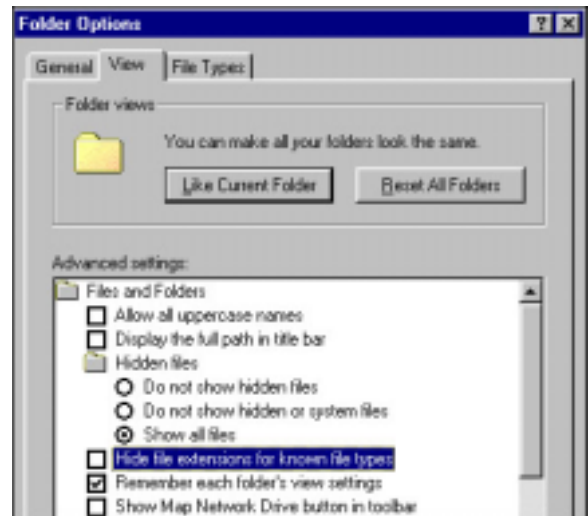 Folder Options
General View File Types
Folder views
You can make all your folders look the same.
Like Current Folder Reset All Folders
Advanced settings:
Files and Folders
Allow all uppercase names
Display the full path in title bar
Hidden files
Do not show hidden files
Do not show hidden or system files
Show all files
Hide file extensions for known file types
Remember each folder's view settings
Show Map Network Drive button in toolbar